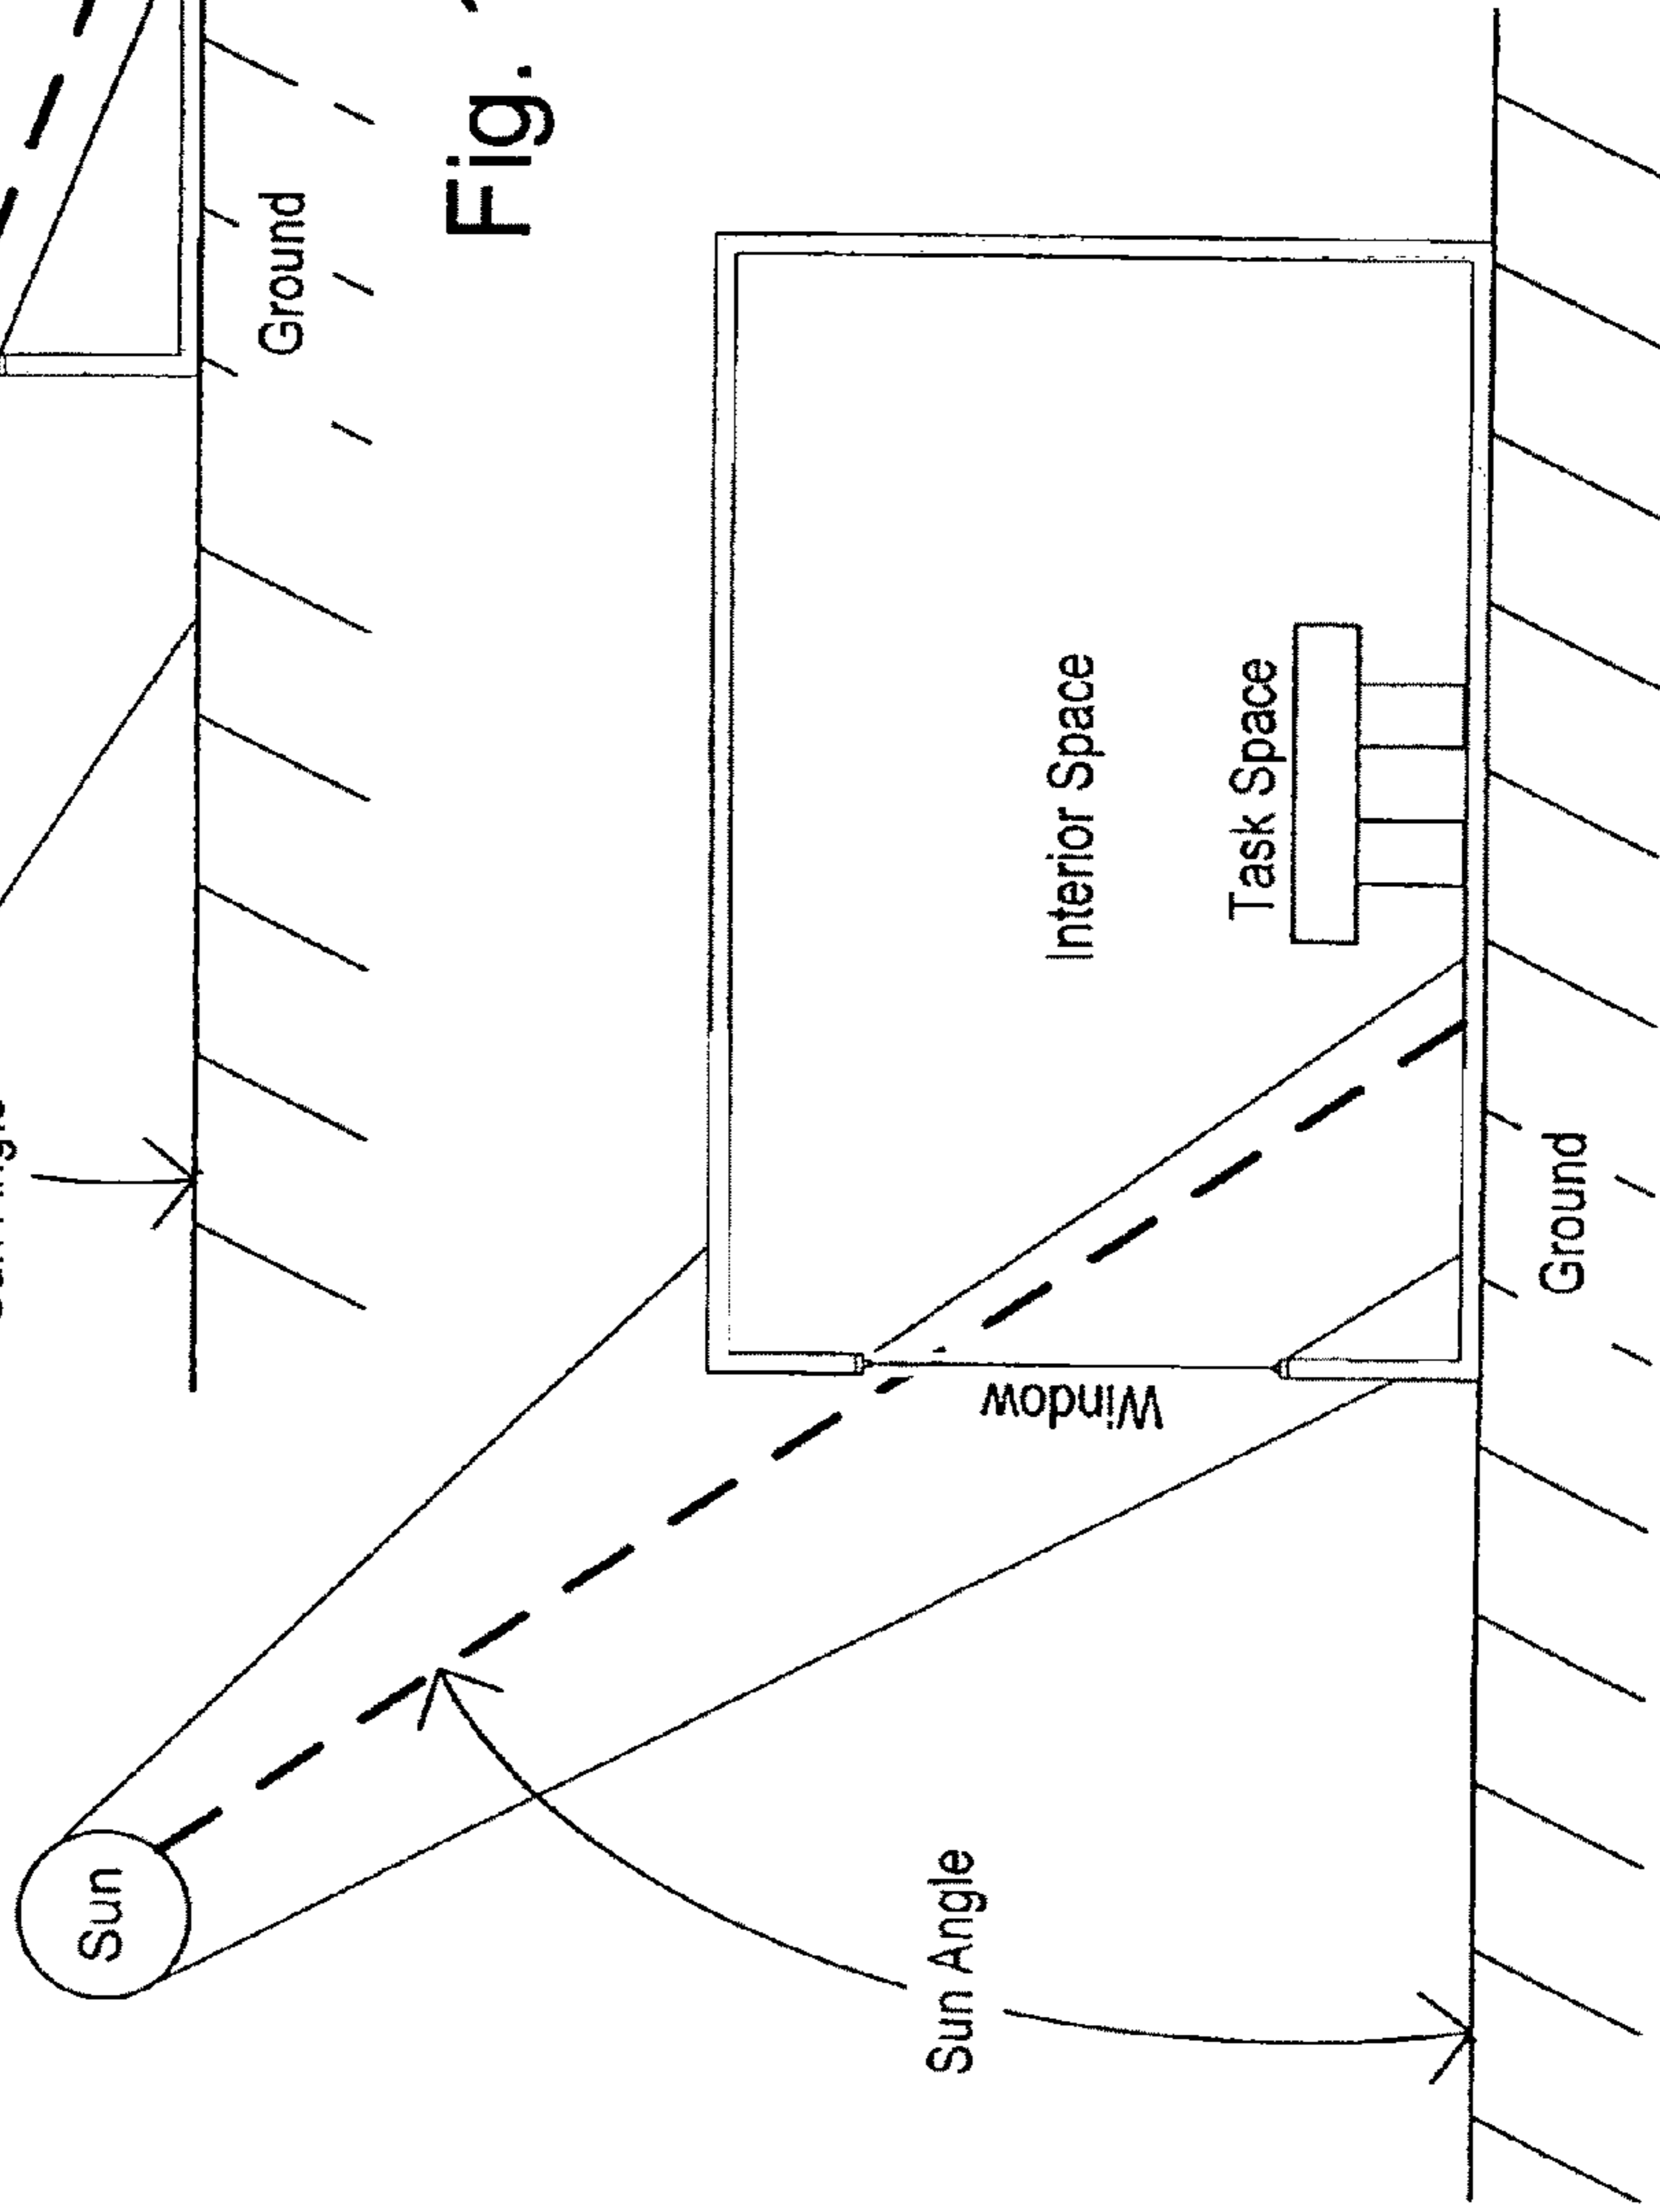 Ground
Fig.
Sun
Interior Space
Task Space
Window
Sun Angle
Ground